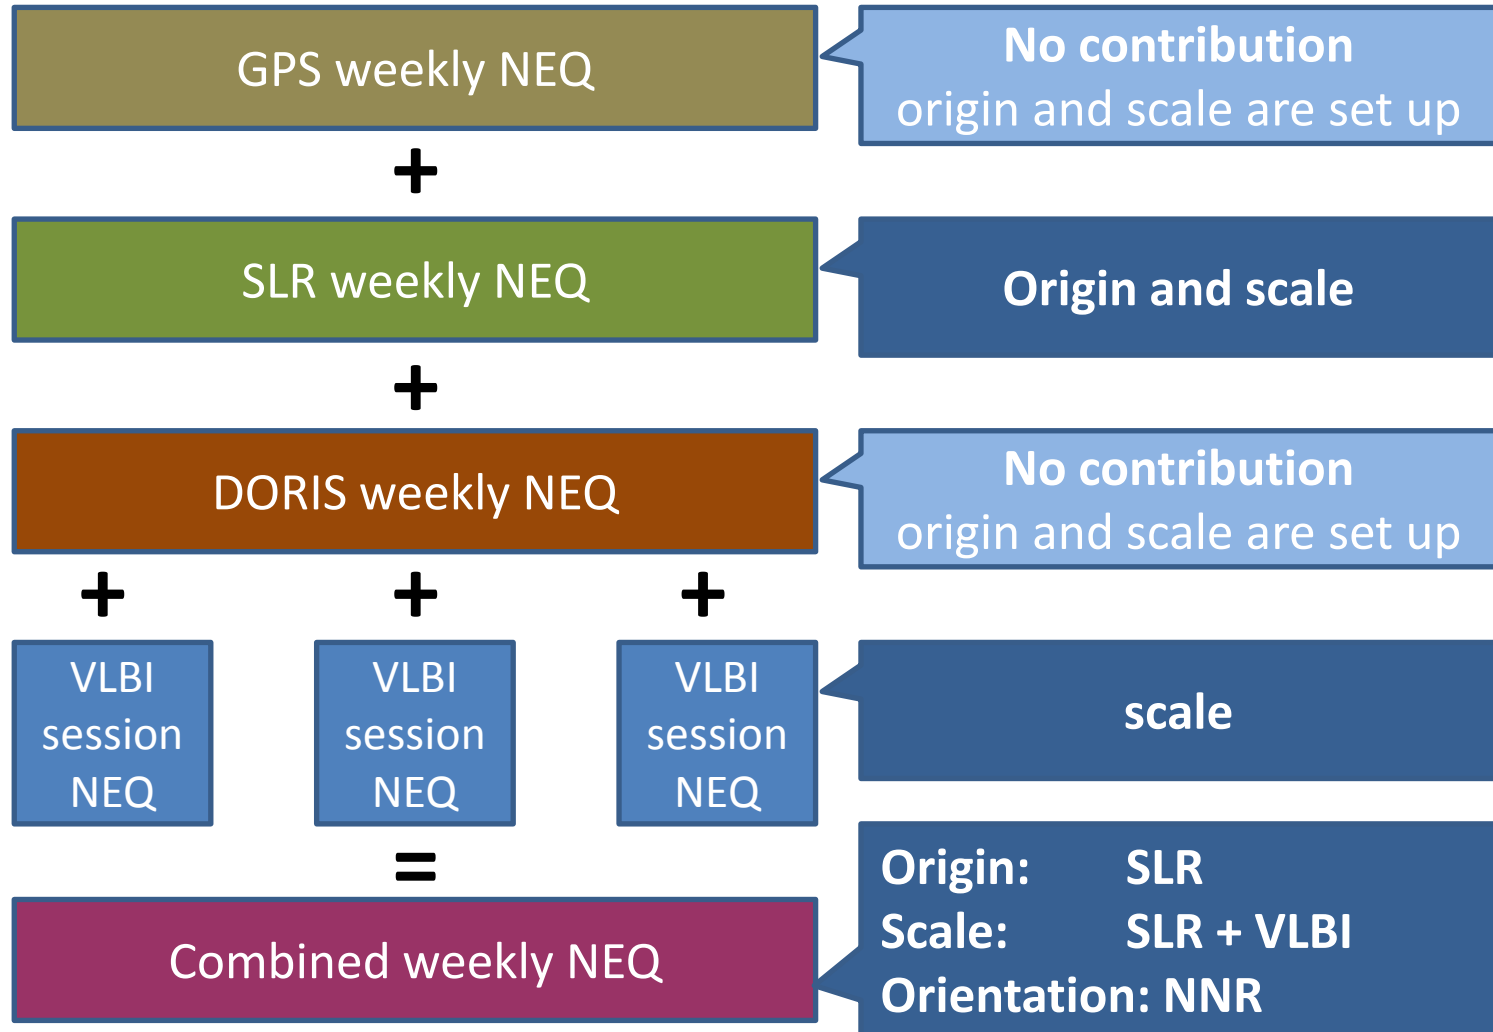 GPS weekly NEQ
No contribution
origin and scale are set up
+
SLR weekly NEQ
Origin and scale
+
DORIS weekly NEQ
No contribution
origin and scale are set up
+ + +
VLBI
session
NEQ
VLBI
session
NEQ
VLBI
session
NEQ
scale
=
Combined weekly NEQ
Origin: SLR
Scale: SLR + VLBI
Orientation: NNR